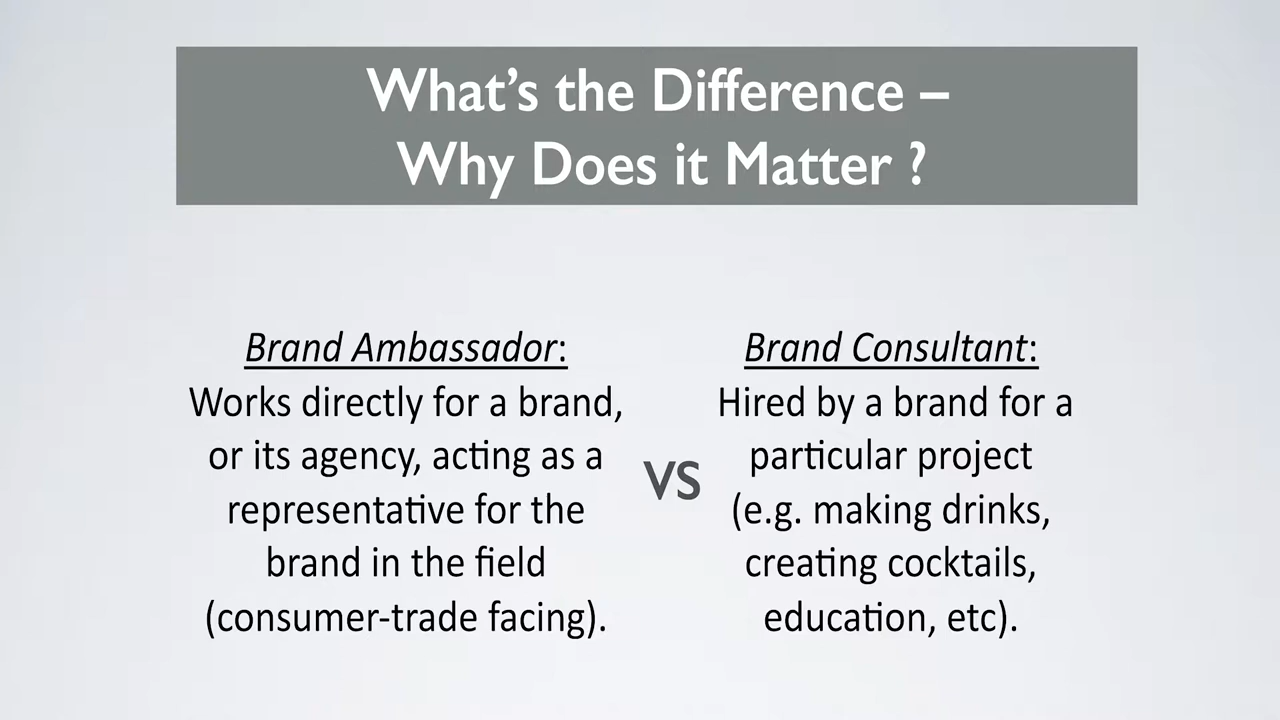 What's the Difference –
Why Does it Matter ?
Brand Ambassador:
Works directly for a brand,
or its agency, acting as a
representative for the
brand in the field
(consumer-trade facing).
VS
Brand Consultant:
Hired by a brand for a
particular project
(e.g. making drinks,
creating cocktails,
education, etc).